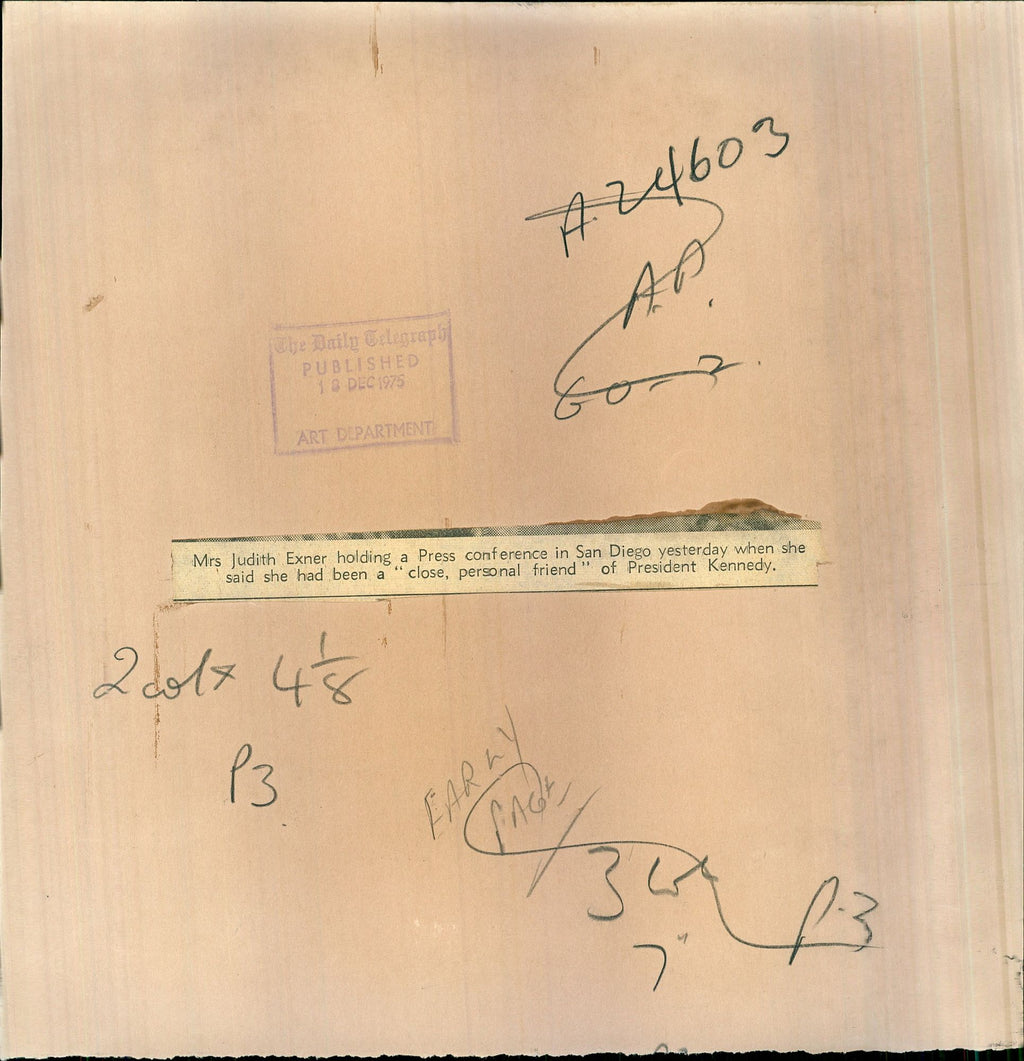 A.24603
A.P.
The Daily Telegraph
PUBLISHED
18 DEC 1975
ART DEPARTMENT
Mrs Judith Exner holding a Press conference in San Diego yesterday when she
said she had been a “close, personal friend” of President Kennedy.
2 col x 4 1/8
P3
EARLY
PAGE
3 col
P.3
7"